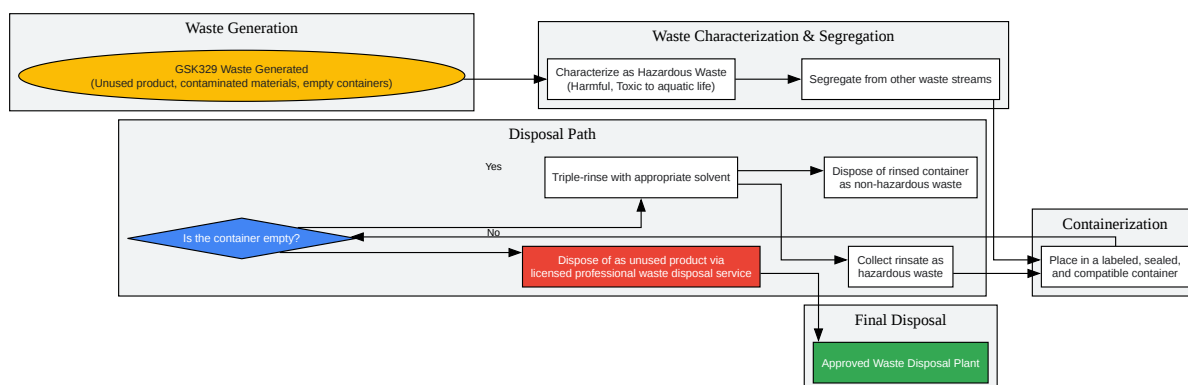 Waste Generation
GSK329 Waste Generated
(Unused product, contaminated materials, empty containers)
Waste Characterization & Segregation
Characterize as Hazardous Waste
(Harmful, Toxic to aquatic life)
Segregate from other waste streams
Disposal Path
Yes
Triple-rinse with appropriate solvent
Dispose of rinsed container
as non-hazardous waste
Is the container empty?
No
Dispose of as unused product via
licensed professional waste disposal service
Collect rinsate as
hazardous waste
Containerization
Place in a labeled, sealed,
and compatible container
Final Disposal
Approved Waste Disposal Plant